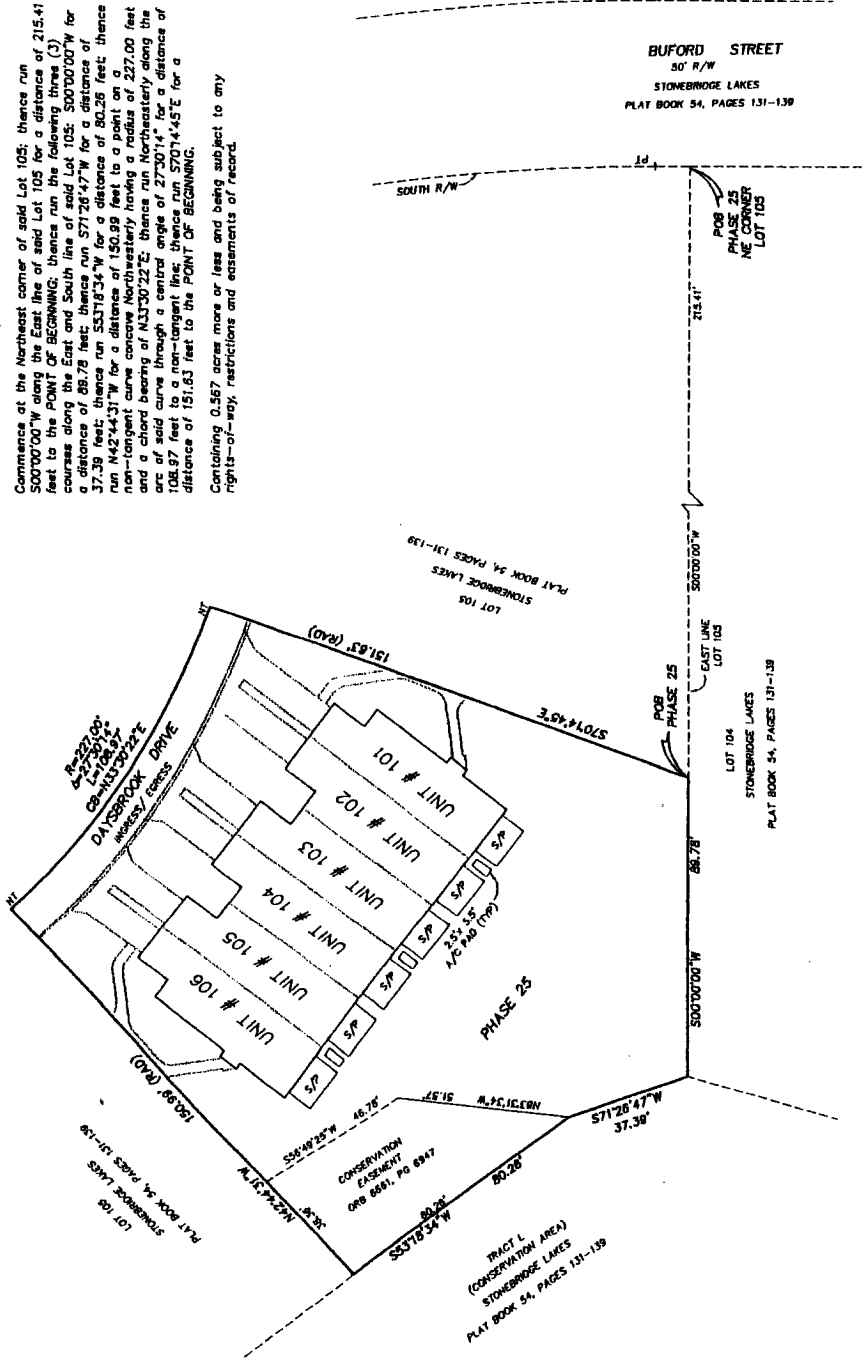 Commence at the Northeast corner of said Lot 105; thence run
S00°00'00"W along the East line of said Lot 105 for a distance of 215.41
feet to the POINT OF BEGINNING; thence run the following three (3)
courses along the East and South line of said Lot 105: S00°00'00"W for
a distance of 89.78 feet; thence run S71°26'47"W for a distance of
37.39 feet; thence run S53°18'34"W for a distance of 80.26 feet; thence
run N42°44'31"W for a distance of 150.99 feet to a point on a
non-tangent curve concave Northwesterly having a radius of 227.00 feet
and a chord bearing of N33°30'22"E; thence run Northeasterly along the
arc of said curve through a central angle of 27°30'14" for a distance of
108.97 feet to a non-tangent line; thence run S70°14'45"E for a
distance of 151.63 feet to the POINT OF BEGINNING.
Containing 0.567 acres more or less and being subject to any
rights-of-way, restrictions and easements of record.
BUFORD STREET
50' R/W
STONEBRIDGE LAKES
PLAT BOOK 54, PAGES 131-139
SOUTH R/W
PT
POB
PHASE 25
NE CORNER
LOT 105
215.41'
S00°00'00"W
EAST LINE
LOT 105
LOT 104
STONEBRIDGE LAKES
PLAT BOOK 54, PAGES 131-139
LOT 105
STONEBRIDGE LAKES
PLAT BOOK 54, PAGES 131-139
POB
PHASE 25
89.78'
S00°00'00"W
NT
151.63' (RAD)
S70°14'45"E
R=227.00'
Δ=27°30'14"
L=108.97'
CB=N33°30'22"E
DAYSBROOK DRIVE
INGRESS/ EGRESS
NT
UNIT # 101
UNIT # 102
UNIT # 103
UNIT # 104
UNIT # 105
UNIT # 106
S/P
S/P
S/P
S/P
S/P
S/P
2.5'x 5.5'
A/C PAD (TYP)
PHASE 25
150.99' (RAD)
N42°44'31"W
38.39'
LOT 105
STONEBRIDGE LAKES
PLAT BOOK 54, PAGES 131-139
S56°49'25"W 46.78'
N83°31'34"W 51.57'
CONSERVATION
EASEMENT
ORB 6661, PG 6947
80.26'
S53°18'34"W
80.26'
S71°26'47"W
37.39'
TRACT L
(CONSERVATION AREA)
STONEBRIDGE LAKES
PLAT BOOK 54, PAGES 131-139